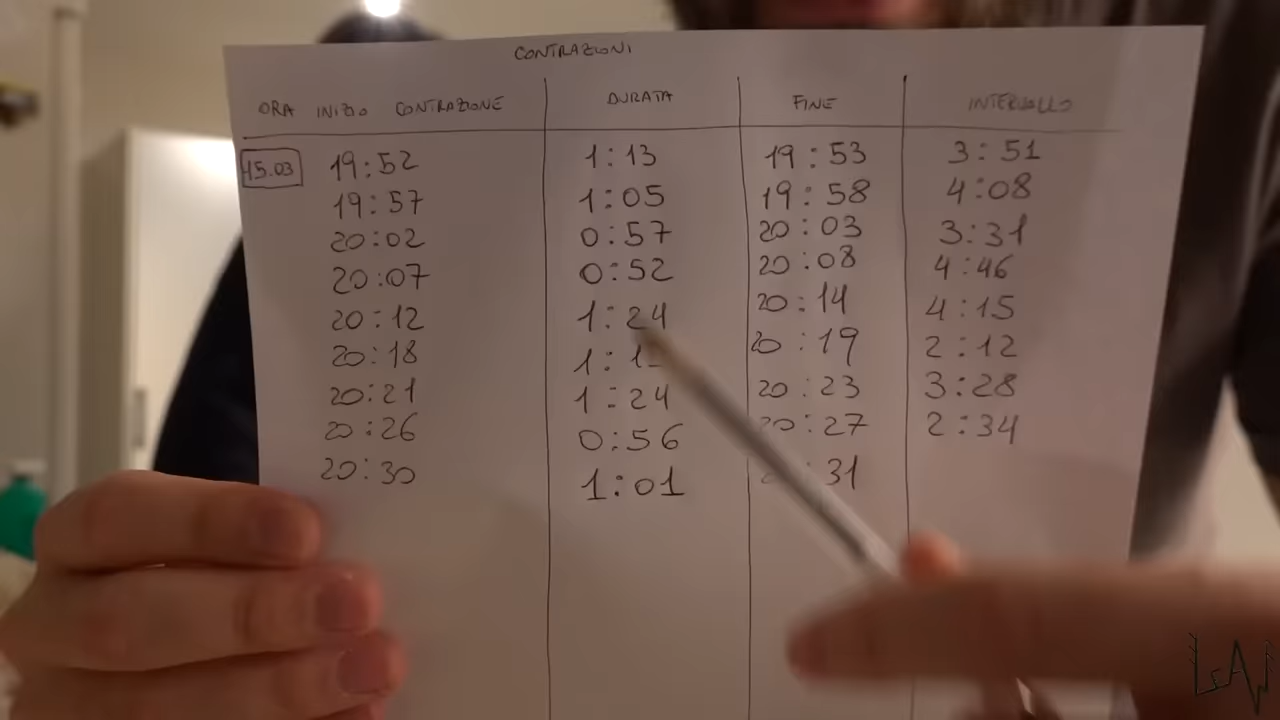 CONTRAZIONI
ORA INIZIO CONTRAZIONE DURATA FINE INTERVALLO
15.03 19:52 1:13 19:53 3:51
19:57 1:05 19:58 4:08
20:02 0:57 20:03 3:31
20:07 0:52 20:08 4:46
20:12 1:24 20:14 4:15
20:18 20:19 2:12
20:21 1:24 20:23 3:28
20:26 0:56 20:27 2:34
20:30 1:01 31
LEAN